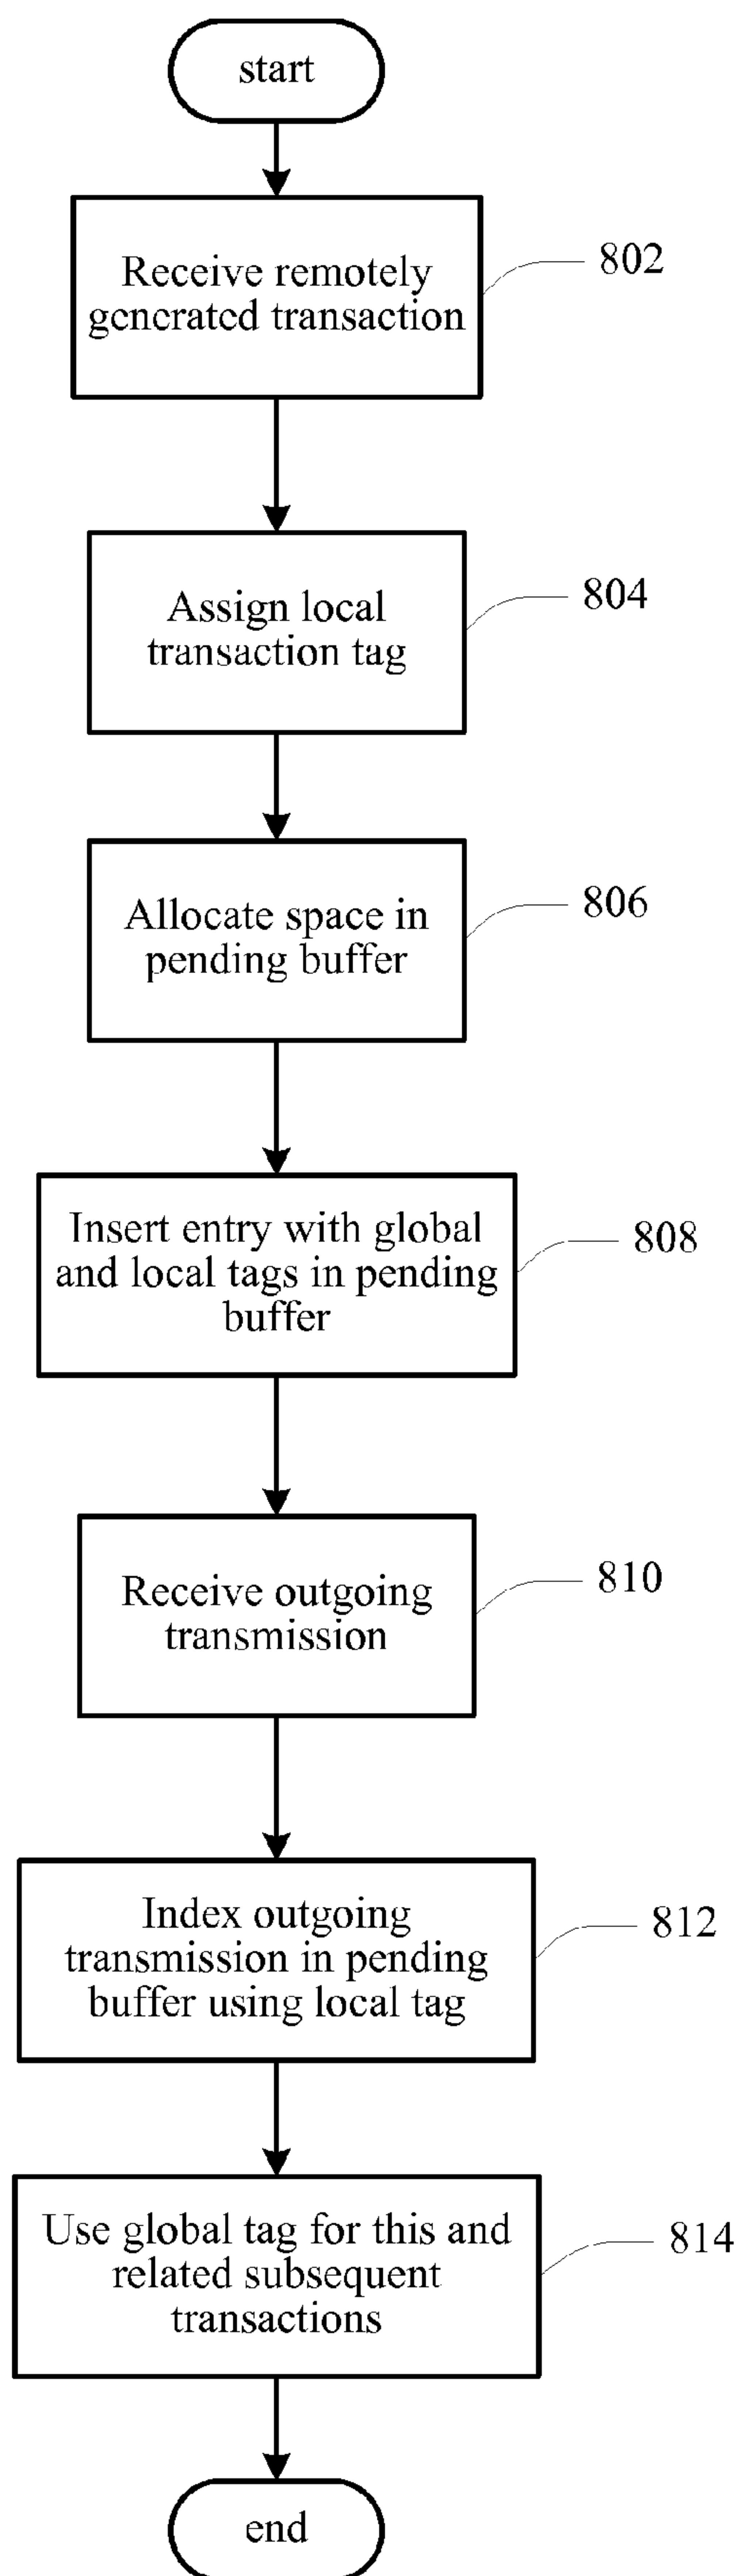 start
Receive remotely
generated transaction
802
Assign local
transaction tag
804
Allocate space in
pending buffer
806
Insert entry with global
and local tags in pending
buffer
808
Receive outgoing
transmission
810
Index outgoing
transmission in pending
buffer using local tag
812
Use global tag for this and
related subsequent
transactions
814
end